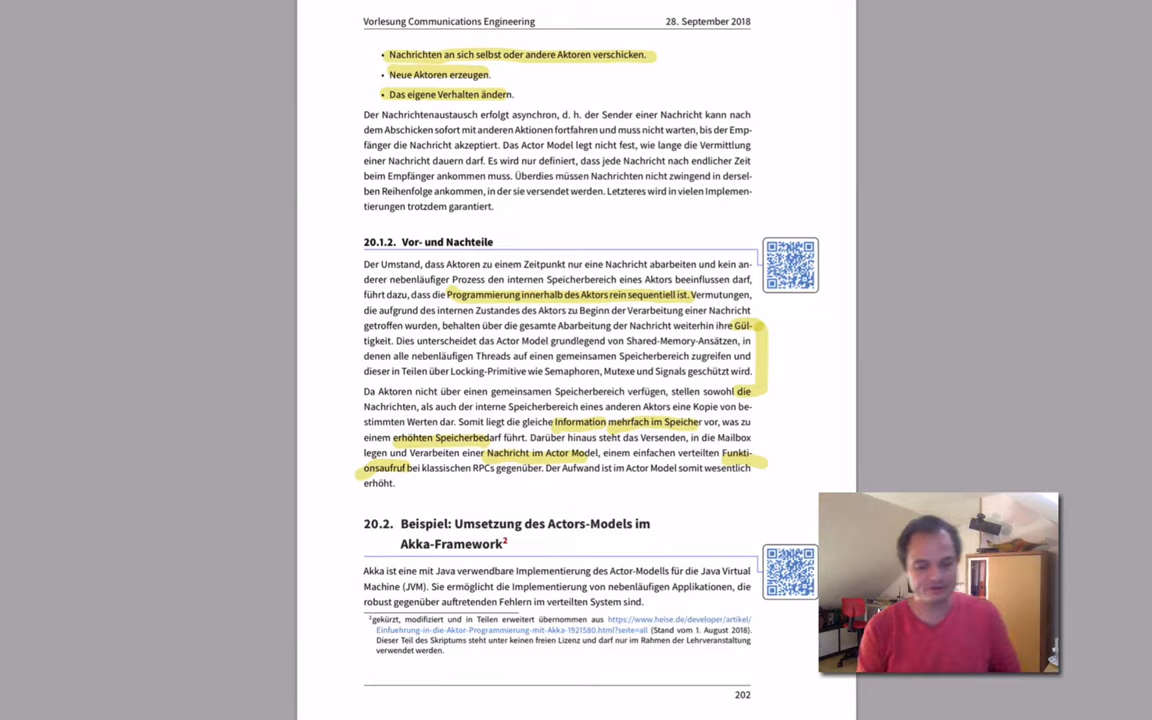 Vorlesung Communications Engineering 28. September 2018
• Nachrichten an sich selbst oder andere Aktoren verschicken.
• Neue Aktoren erzeugen.
• Das eigene Verhalten ändern.
Der Nachrichtenaustausch erfolgt asynchron, d. h. der Sender einer Nachricht kann nach
dem Abschicken sofort mit anderen Aktionen fortfahren und muss nicht warten, bis der Emp-
fänger die Nachricht akzeptiert. Das Actor Model legt nicht fest, wie lange die Vermittlung
einer Nachricht dauern darf. Es wird nur definiert, dass jede Nachricht nach endlicher Zeit
beim Empfänger ankommen muss. Überdies müssen Nachrichten nicht zwingend in dersel-
ben Reihenfolge ankommen, in der sie versendet werden. Letzteres wird in vielen Implemen-
tierungen trotzdem garantiert.
20.1.2. Vor- und Nachteile
Der Umstand, dass Aktoren zu einem Zeitpunkt nur eine Nachricht abarbeiten und kein an-
derer nebenläufiger Prozess den internen Speicherbereich eines Aktors beeinflussen darf,
führt dazu, dass die Programmierung innerhalb des Aktors rein sequentiell ist. Vermutungen,
die aufgrund des internen Zustandes des Aktors zu Beginn der Verarbeitung einer Nachricht
getroffen wurden, behalten über die gesamte Abarbeitung der Nachricht weiterhin ihre Gül-
tigkeit. Dies unterscheidet das Actor Model grundlegend von Shared-Memory-Ansätzen, in
denen alle nebenläufigen Threads auf einen gemeinsamen Speicherbereich zugreifen und
dieser in Teilen über Locking-Primitive wie Semaphoren, Mutexe und Signals geschützt wird.
Da Aktoren nicht über einen gemeinsamen Speicherbereich verfügen, stellen sowohl die
Nachrichten, als auch der interne Speicherbereich eines anderen Aktors eine Kopie von be-
stimmten Werten dar. Somit liegt die gleiche Information mehrfach im Speicher vor, was zu
einem erhöhten Speicherbedarf führt. Darüber hinaus steht das Versenden, in die Mailbox
legen und Verarbeiten einer Nachricht im Actor Model, einem einfachen verteilten Funkti-
onsaufruf bei klassischen RPCs gegenüber. Der Aufwand ist im Actor Model somit wesentlich
erhöht.
20.2. Beispiel: Umsetzung des Actors-Models im
Akka-Framework2
Akka ist eine mit Java verwendbare Implementierung des Actor-Modells für die Java Virtual
Machine (JVM). Sie ermöglicht die Implementierung von nebenläufigen Applikationen, die
robust gegenüber auftretenden Fehlern im verteilten System sind.
2gekürzt, modifiziert und in Teilen erweitert übernommen aus https://www.heise.de/developer/artikel/
Einfuehrung-in-die-Aktor-Programmierung-mit-Akka-1921580.html?seite=all (Stand vom 1. August 2018).
Dieser Teil des Skriptums steht unter keinen freien Lizenz und darf nur im Rahmen der Lehrveranstaltung
verwendet werden.
202